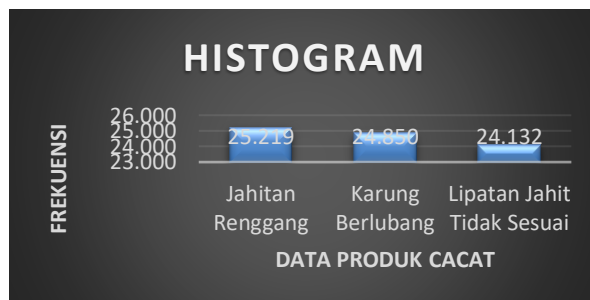 HISTOGRAM
FREKUENSI
26.000
25.000
24.000
23.000
25.219
24.850
24.132
Jahitan Renggang
Karung Berlubang
Lipatan Jahit Tidak Sesuai
DATA PRODUK CACAT